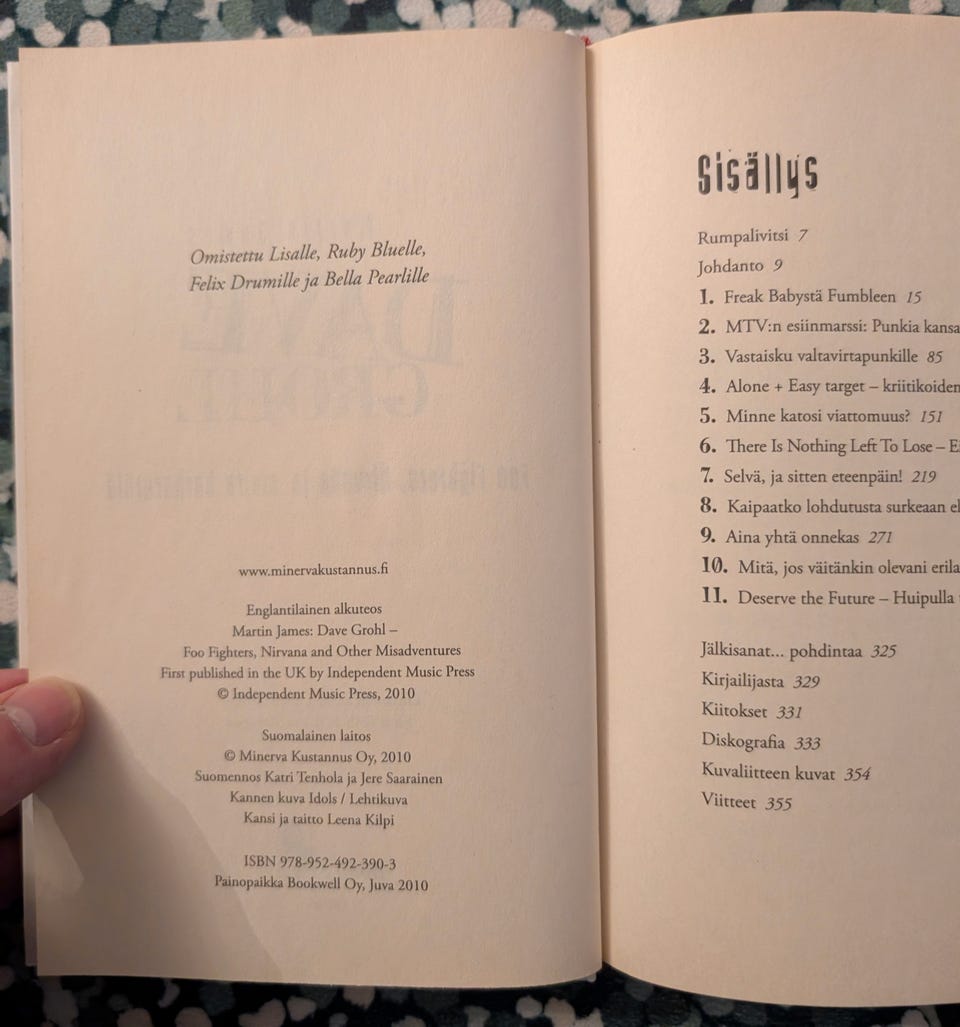 Omistettu Lisalle, Ruby Bluelle,
Felix Drumille ja Bella Pearlille
www.minervakustannus.fi
Englantilainen alkuteos
Martin James: Dave Grohl –
Foo Fighters, Nirvana and Other Misadventures
First published in the UK by Independent Music Press
© Independent Music Press, 2010
Suomalainen laitos
© Minerva Kustannus Oy, 2010
Suomennos Katri Tenhola ja Jere Saarainen
Kannen kuva Idols / Lehtikuva
Kansi ja taitto Leena Kilpi
ISBN 978-952-492-390-3
Painopaikka Bookwell Oy, Juva 2010
Sisällys
Rumpalivitsi 7
Johdanto 9
1. Freak Babystä Fumbleen 15
2. MTV:n esiinmarssi: Punkia kansa
3. Vastaisku valtavirtapunkille 85
4. Alone + Easy target – kriitikoiden
5. Minne katosi viattomuus? 151
6. There Is Nothing Left To Lose –
7. Selvä, ja sitten eteenpäin! 219
8. Kaipaatko lohdutusta surkeaan
9. Aina yhtä onnekas 271
10. Mitä, jos väitänkin olevani erila
11. Deserve the Future – Huipulla
Jälkisanat... pohdintaa 325
Kirjailijasta 329
Kiitokset 331
Diskografia 333
Kuvaliitteen kuvat 354
Viitteet 355